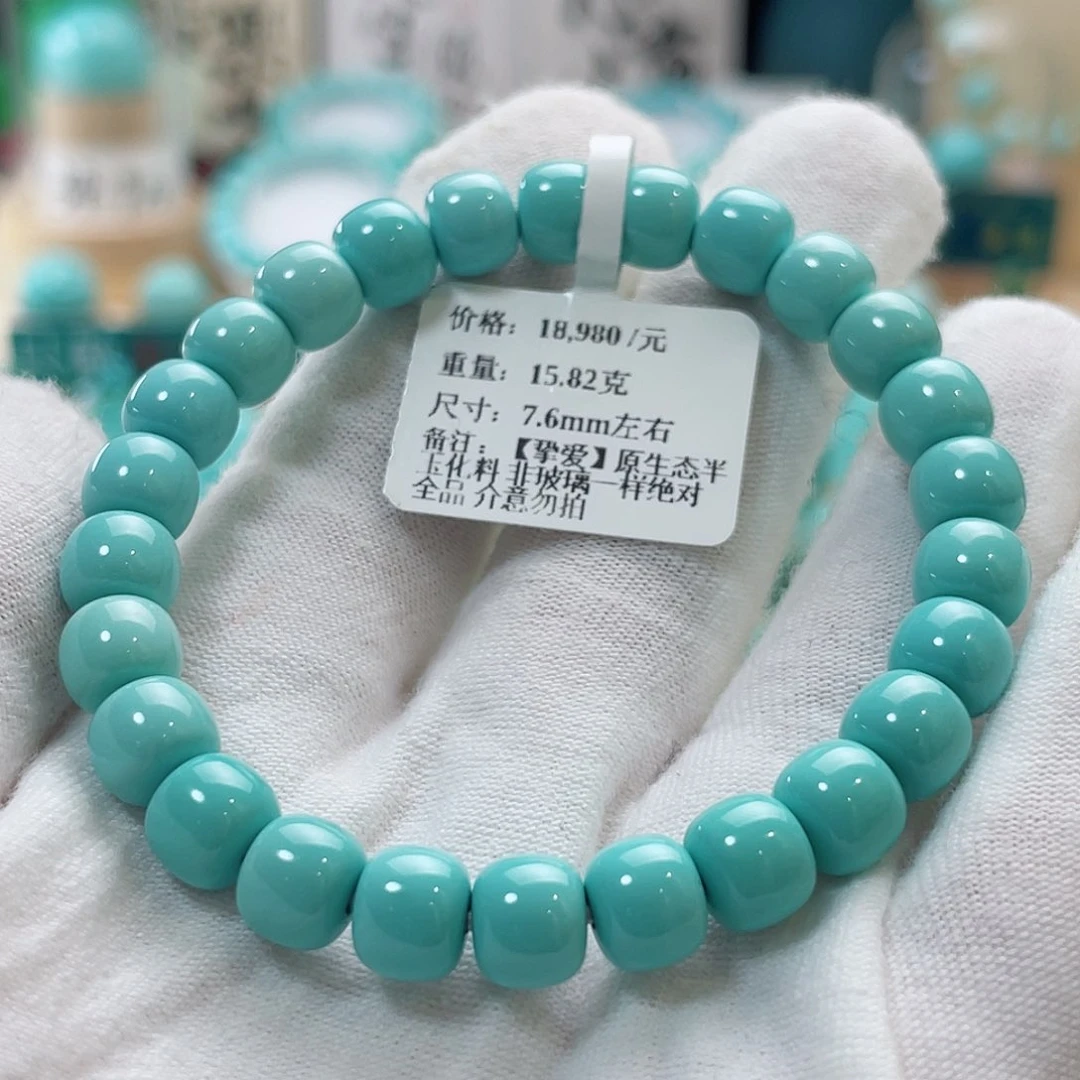 价格：18,980 /元
重量：15.82克
尺寸：7.6mm左右
备注：【挚爱】原生态半
玉化料 非玻璃一样绝对
全品 介意勿拍